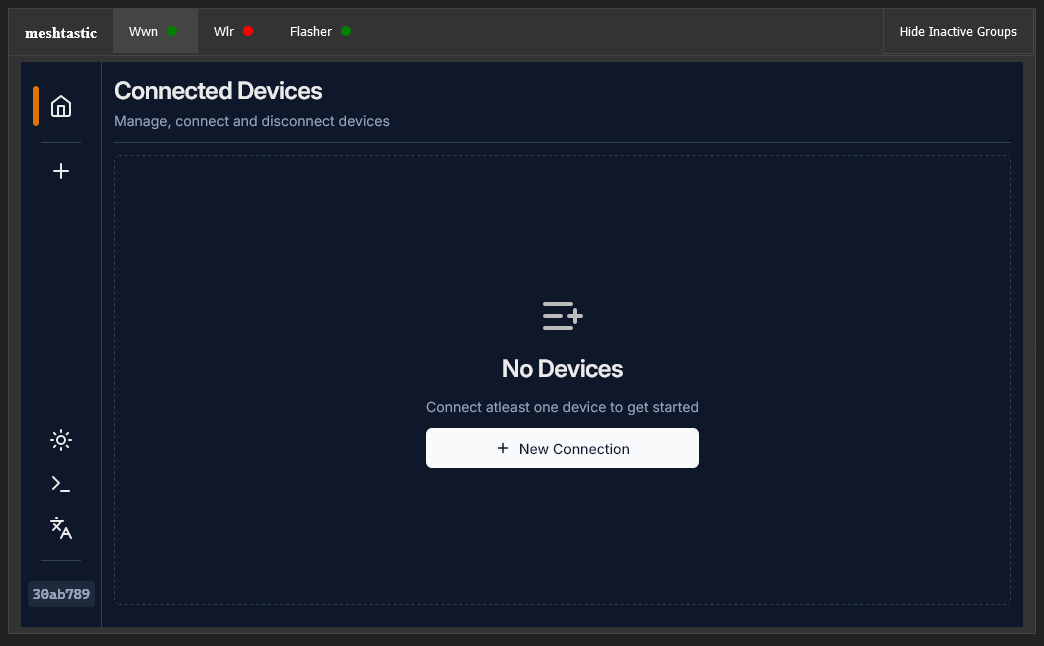 meshtastic Wwn Wlr Flasher Hide Inactive Groups
Connected Devices
Manage, connect and disconnect devices
No Devices
Connect atleast one device to get started
New Connection
30ab789